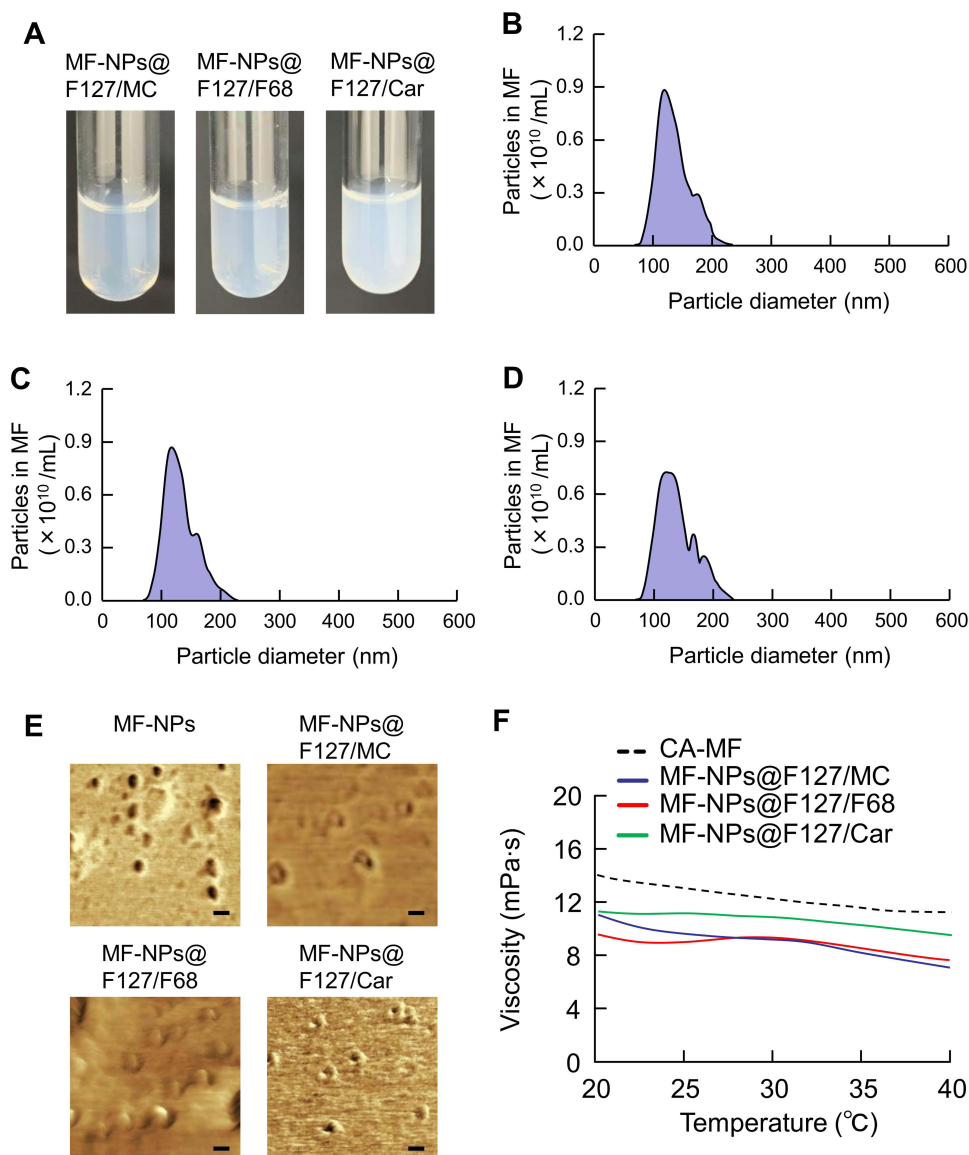 A
MF-NPs@ MF-NPs@ MF-NPs@
F127/MC F127/F68 F127/Car
B
Particles in MF
(×10¹⁰/mL)
1.2
0.9
0.6
0.3
0.0
0 100 200 300 400 500 600
Particle diameter (nm)
C
Particles in MF
(×10¹⁰/mL)
1.2
0.9
0.6
0.3
0.0
0 100 200 300 400 500 600
Particle diameter (nm)
D
Particles in MF
(×10¹⁰/mL)
1.2
0.9
0.6
0.3
0.0
0 100 200 300 400 500 600
Particle diameter (nm)
E
MF-NPs
MF-NPs@
F127/MC
MF-NPs@
F127/F68
MF-NPs@
F127/Car
F
CA-MF
MF-NPs@F127/MC
MF-NPs@F127/F68
MF-NPs@F127/Car
Viscosity (mPa·s)
20
16
12
8
4
0
20 25 30 35 40
Temperature (℃)